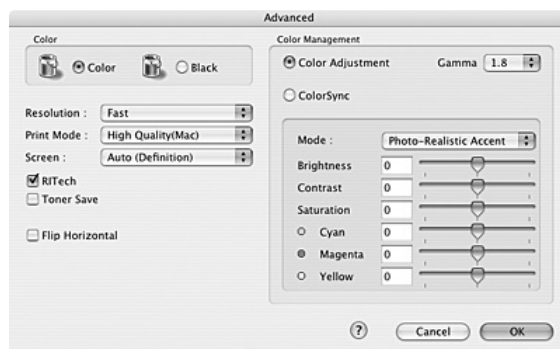 Advanced
Color
Color
Black
Resolution :
Fast
Print Mode :
High Quality(Mac)
Screen :
Auto (Definition)
RITech
Toner Save
Flip Horizontal
Color Management
Color Adjustment
Gamma
1.8
ColorSync
Mode :
Photo-Realistic Accent
Brightness
0
Contrast
0
Saturation
0
Cyan
0
Magenta
0
Yellow
0
?
Cancel
OK